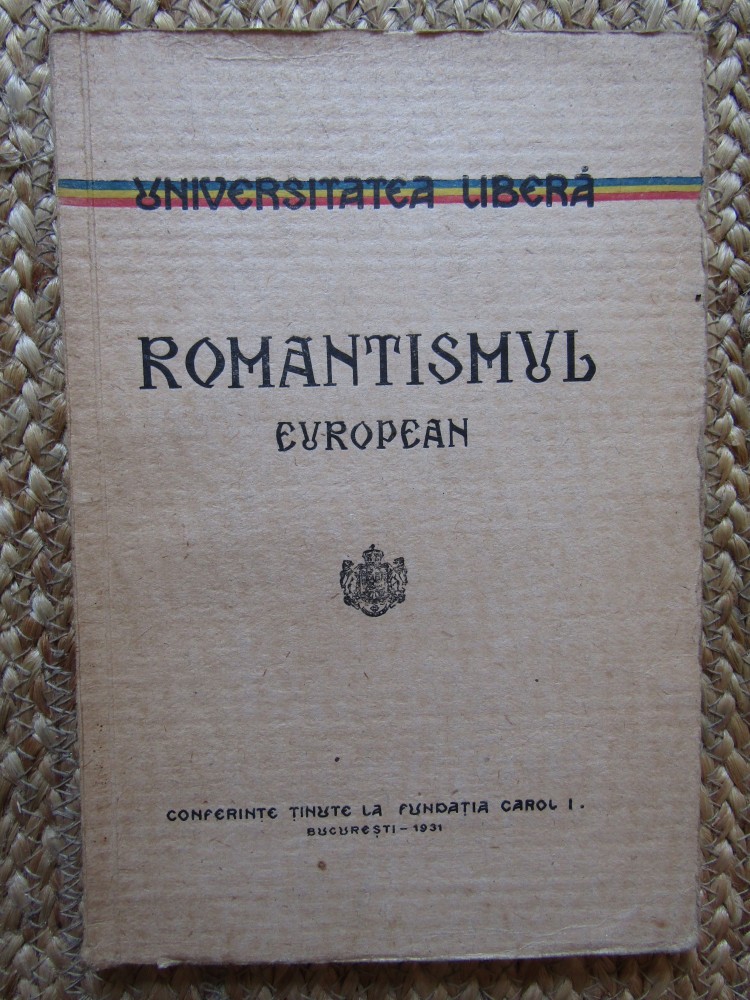 UNIVERSITATEA LIBERĂ
ROMANTISMUL
EUROPEAN
CONFERINȚE ȚINUTE LA FUNDAȚIA CAROL I.
BUCUREȘTI – 1931